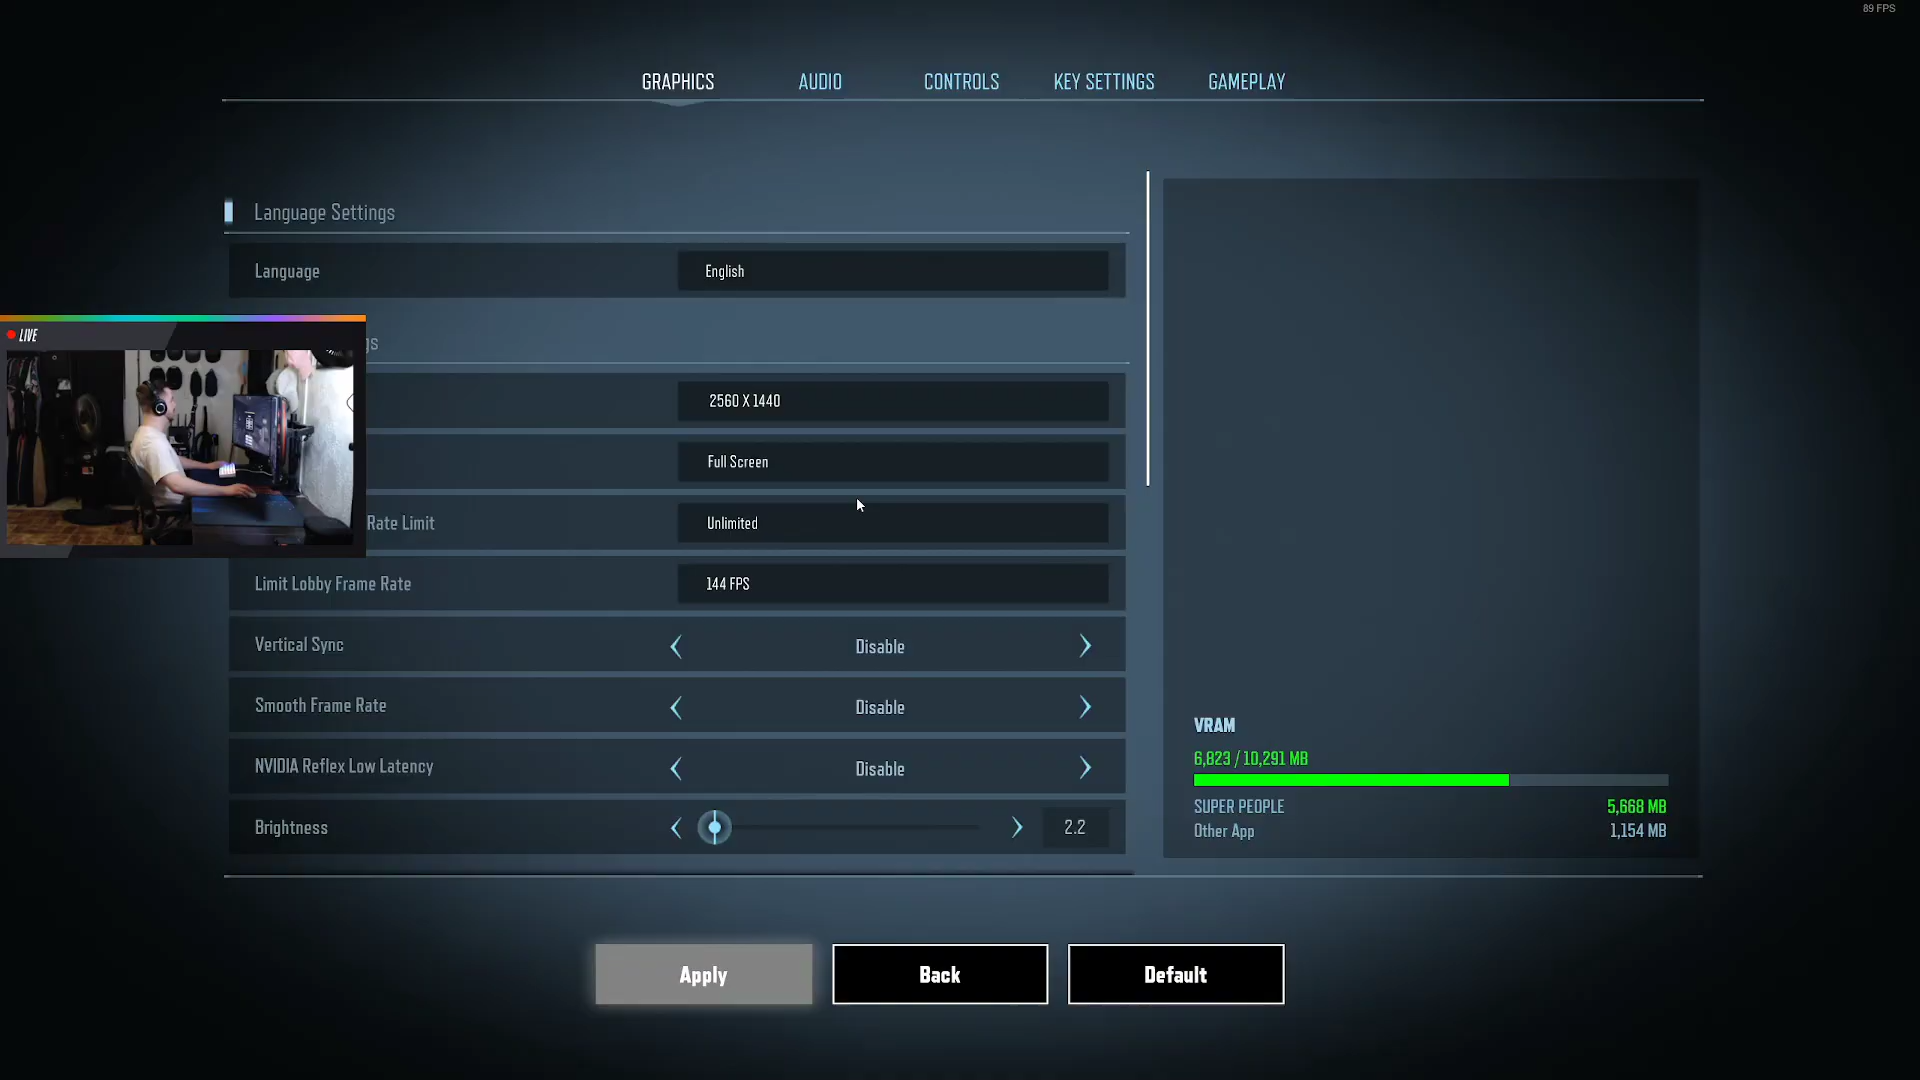 89 FPS
GRAPHICS AUDIO CONTROLS KEY SETTINGS GAMEPLAY
Language Settings
Language English
LIVE
gs
2560 X 1440
Full Screen
Rate Limit Unlimited
Limit Lobby Frame Rate 144 FPS
Vertical Sync Disable
Smooth Frame Rate Disable
NVIDIA Reflex Low Latency Disable
Brightness 2.2
VRAM
6,823 / 10,291 MB
SUPER PEOPLE 5,668 MB
Other App 1,154 MB
Apply Back Default